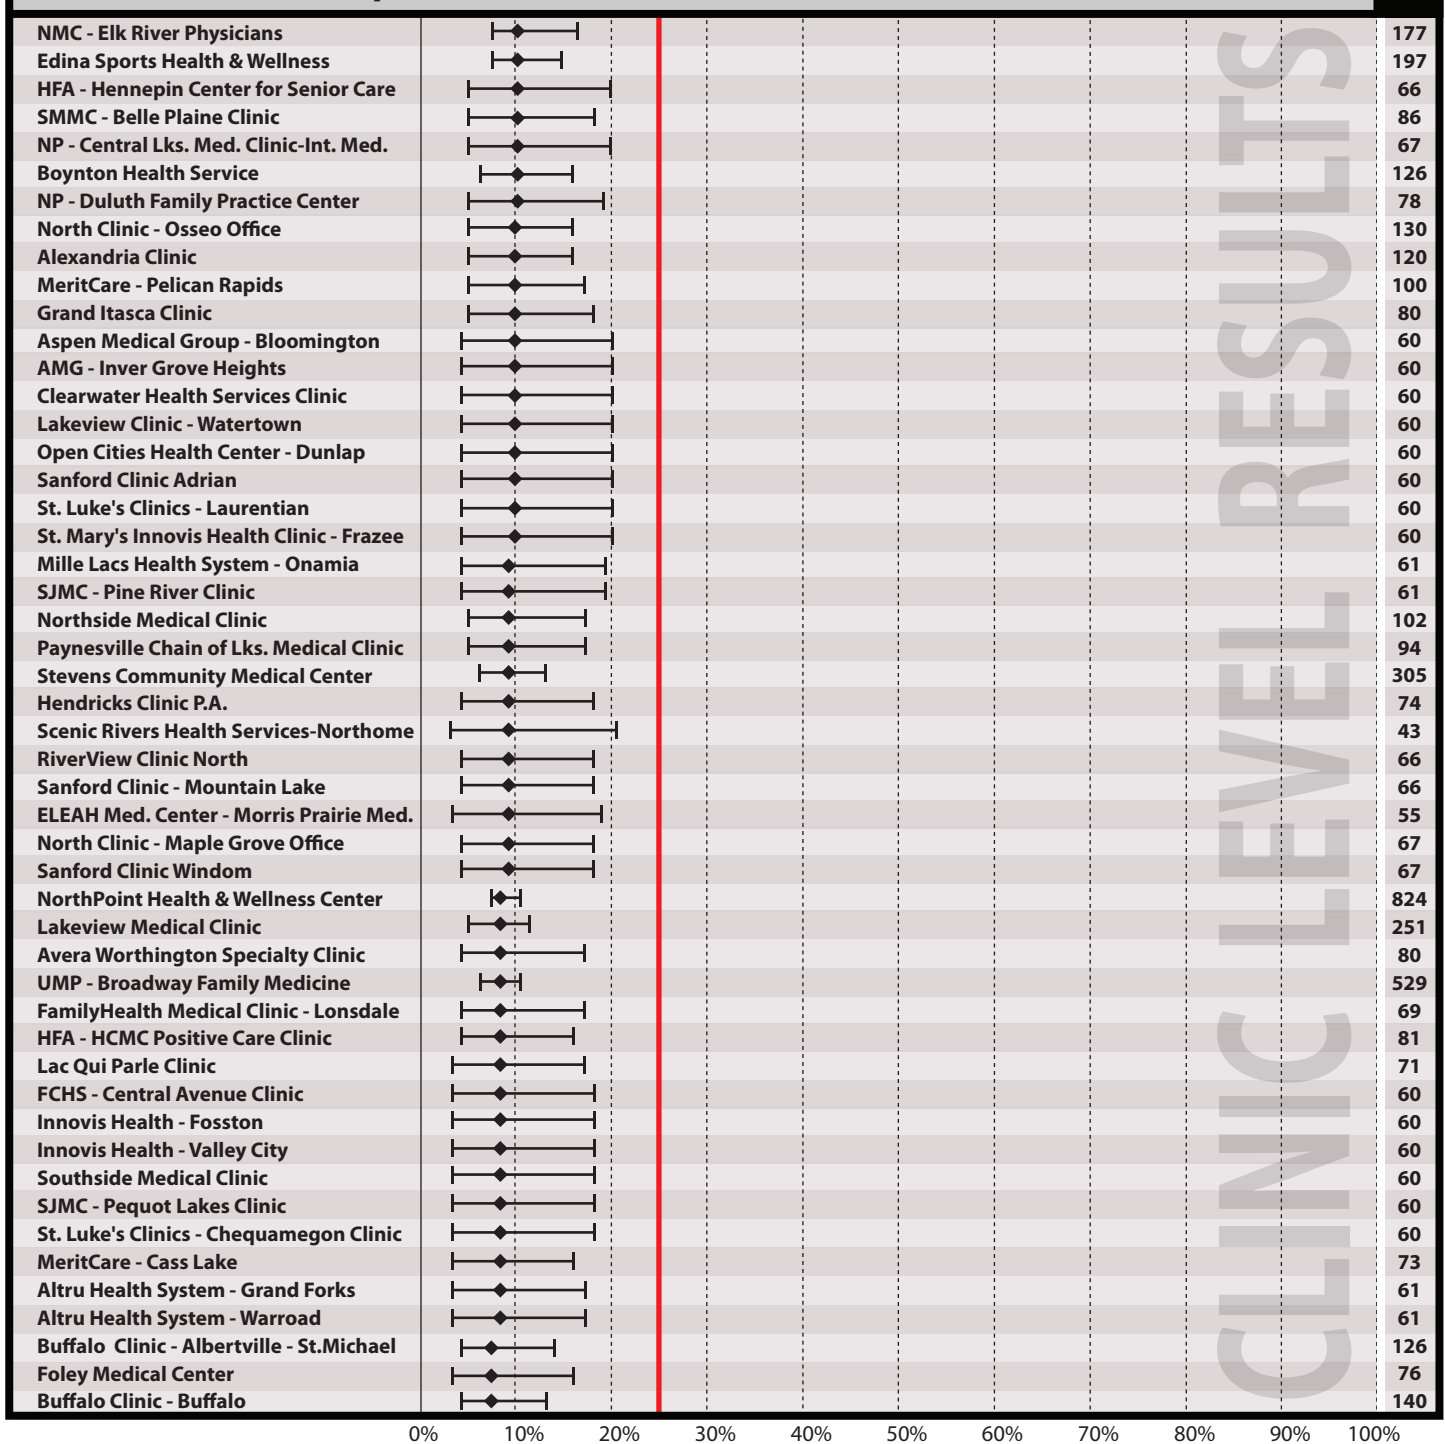 NMC - Elk River Physicians 177
Edina Sports Health & Wellness 197
HFA - Hennepin Center for Senior Care 66
SMMC - Belle Plaine Clinic 86
NP - Central Lks. Med. Clinic-Int. Med. 67
Boynton Health Service 126
NP - Duluth Family Practice Center 78
North Clinic - Osseo Office 130
Alexandria Clinic 120
MeritCare - Pelican Rapids 100
Grand Itasca Clinic 80
Aspen Medical Group - Bloomington 60
AMG - Inver Grove Heights 60
Clearwater Health Services Clinic 60
Lakeview Clinic - Watertown 60
Open Cities Health Center - Dunlap 60
Sanford Clinic Adrian 60
St. Luke's Clinics - Laurentian 60
St. Mary's Innovis Health Clinic - Frazee 60
Mille Lacs Health System - Onamia 61
SJMC - Pine River Clinic 61
Northside Medical Clinic 102
Paynesville Chain of Lks. Medical Clinic 94
Stevens Community Medical Center 305
Hendricks Clinic P.A. 74
Scenic Rivers Health Services-Northome 43
RiverView Clinic North 66
Sanford Clinic - Mountain Lake 66
ELEAH Med. Center - Morris Prairie Med. 55
North Clinic - Maple Grove Office 67
Sanford Clinic Windom 67
NorthPoint Health & Wellness Center 824
Lakeview Medical Clinic 251
Avera Worthington Specialty Clinic 80
UMP - Broadway Family Medicine 529
FamilyHealth Medical Clinic - Lonsdale 69
HFA - HCMC Positive Care Clinic 81
Lac Qui Parle Clinic 71
FCHS - Central Avenue Clinic 60
Innovis Health - Fosston 60
Innovis Health - Valley City 60
Southside Medical Clinic 60
SJMC - Pequot Lakes Clinic 60
St. Luke's Clinics - Chequamegon Clinic 60
MeritCare - Cass Lake 73
Altru Health System - Grand Forks 61
Altru Health System - Warroad 61
Buffalo  Clinic - Albertville - St.Michael 126
Foley Medical Center 76
Buffalo Clinic - Buffalo 140
0% 10% 20% 30% 40% 50% 60% 70% 80% 90% 100%
CLINIC LEVEL RESULTS